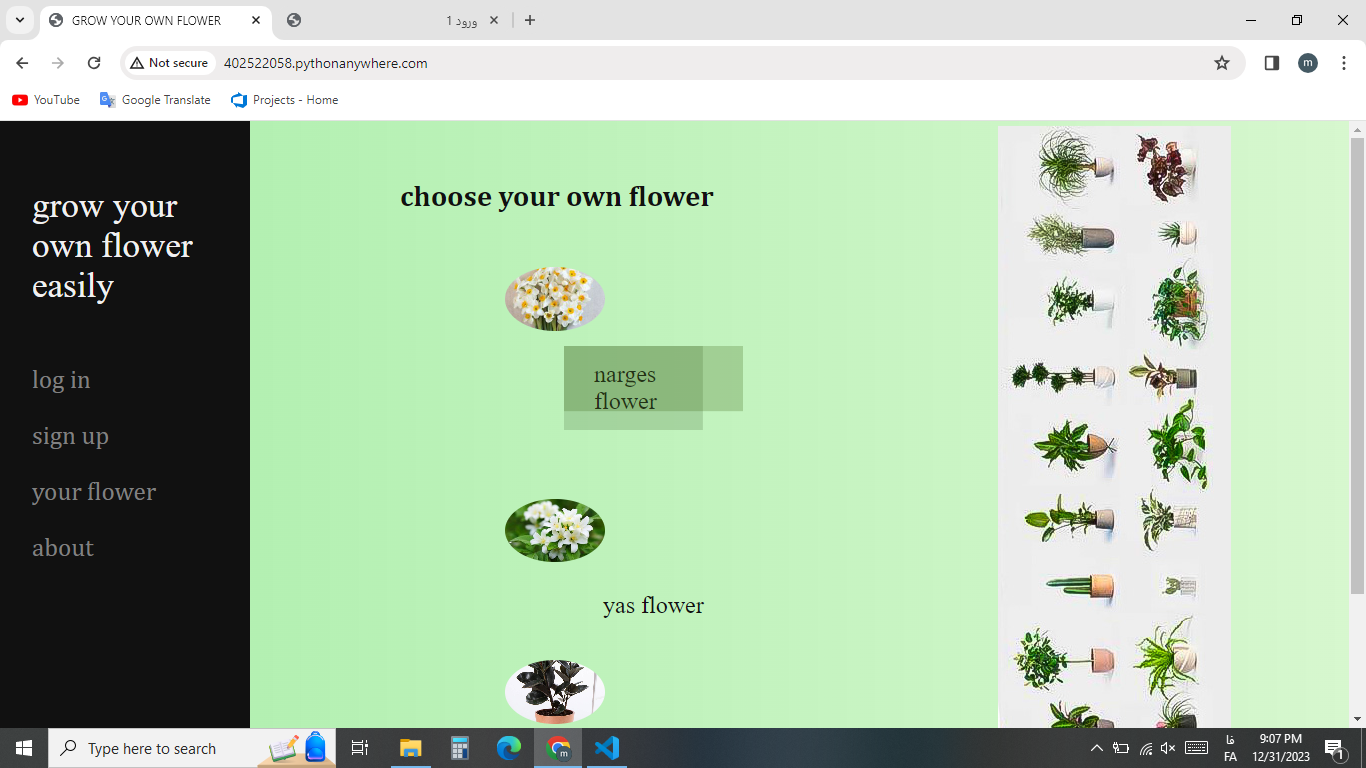 GROW YOUR OWN FLOWER
ورود 1
Not secure
402522058.pythonanywhere.com
m
YouTube
Google Translate
Projects - Home
grow your
own flower
easily
log in
sign up
your flower
about
choose your own flower
narges
flower
yas flower
Type here to search
m
فا
FA
9:07 PM
12/31/2023
1